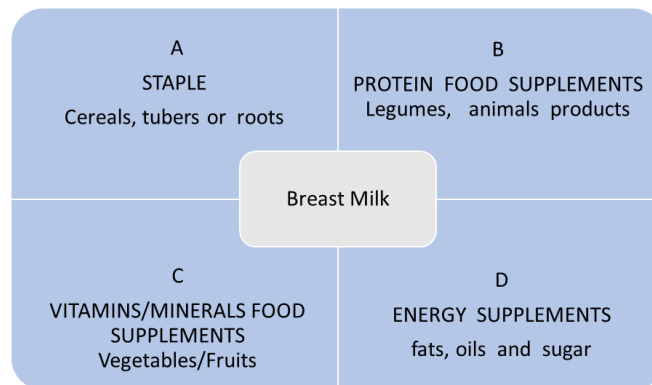 A
STAPLE
Cereals, tubers or roots
B
PROTEIN FOOD SUPPLEMENTS
Legumes, animals products
Breast Milk
C
VITAMINS/MINERALS FOOD
SUPPLEMENTS
Vegetables/Fruits
D
ENERGY SUPPLEMENTS
fats, oils and sugar